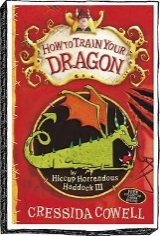 HOW TO TRAIN YOUR
DRAGON
by
Hiccup Horrendous
Haddock III
CRESSIDA COWELL